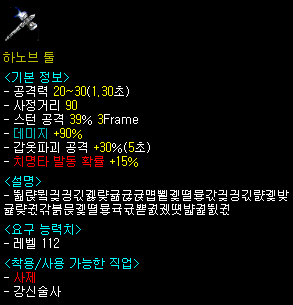 하노브 툴
<기본 정보>
- 공격력 20~30(1,30초)
- 사정거리 90
- 스턴 공격 39% 3Frame
- 데미지 +90%
- 갑옷파괴 공격 +30%(5초)
- 치명타 발동 확률 +15%
<설명>
<요구 능력치>
- 레벨 112
<착용/사용 가능한 직업>
- 사제
- 강신술사